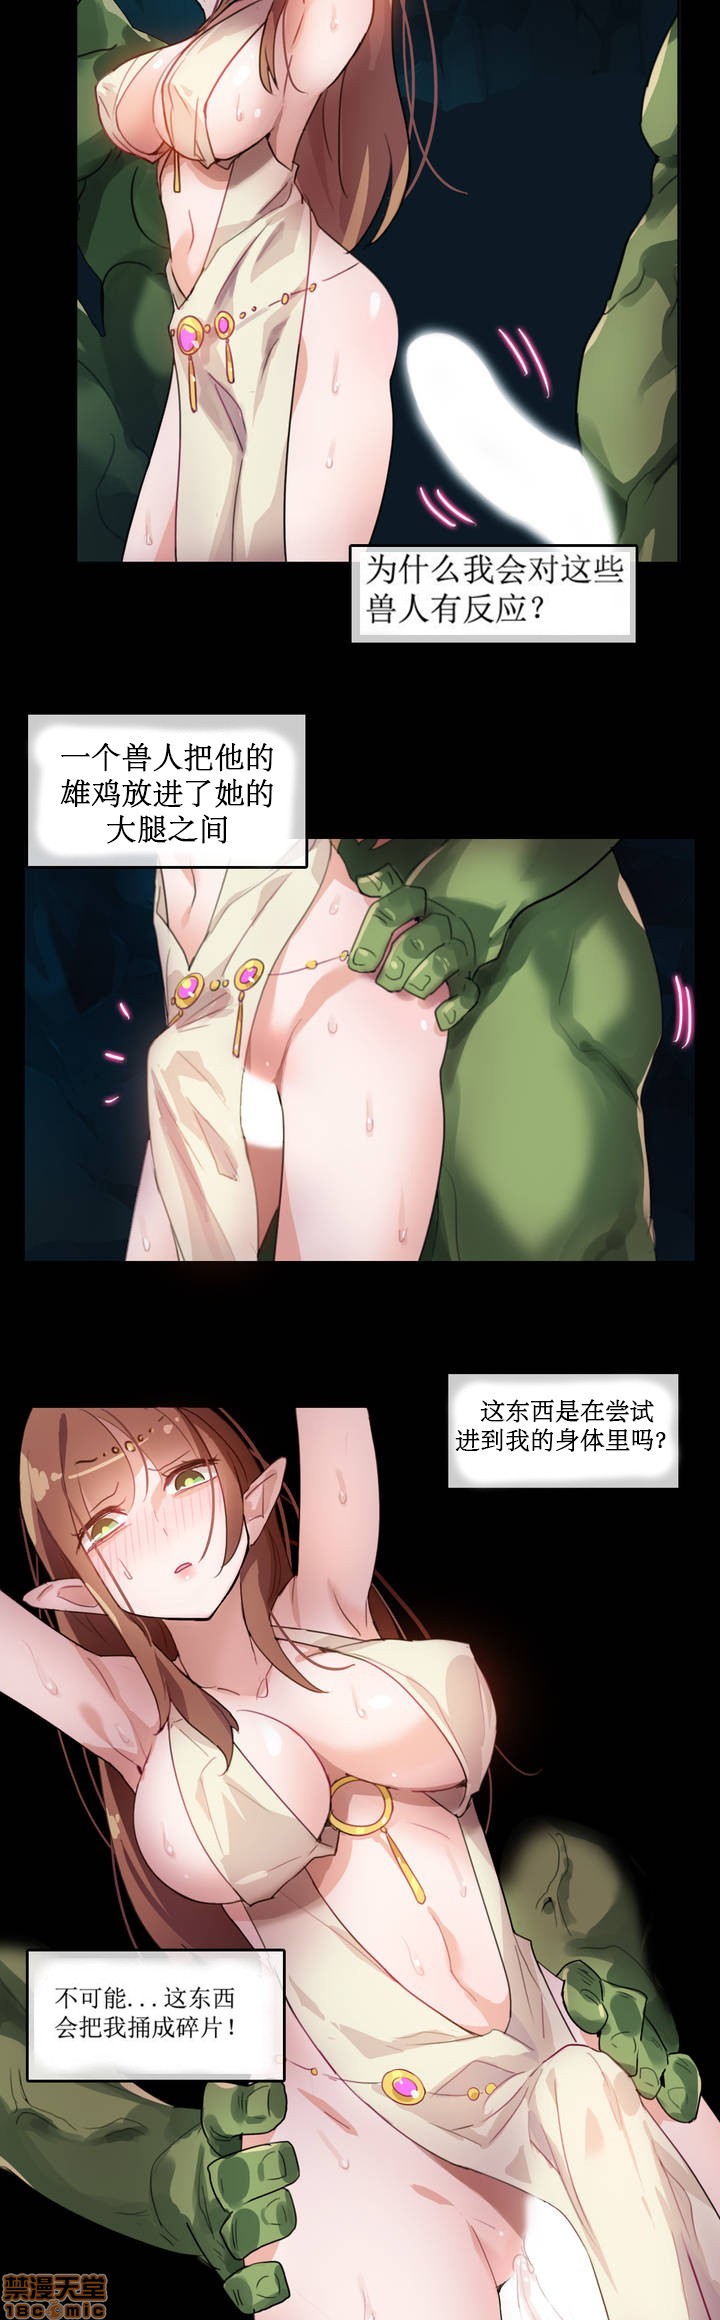 为什么我会对这些
兽人有反应?
一个兽人把他的
雄鸡放进了她的
大腿之间
这东西是在尝试
进到我的身体里吗?
不可能...这东西
会把我捅成碎片!
禁漫天堂
18comic